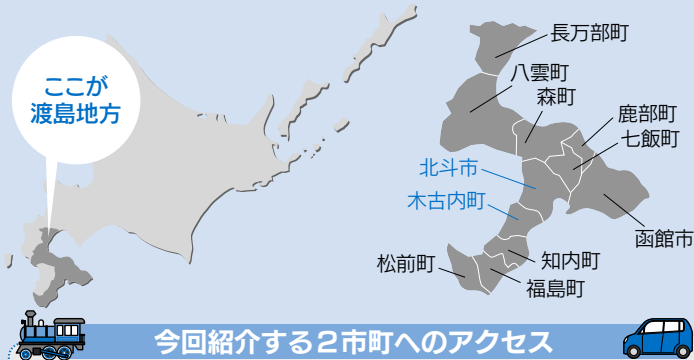 ここが
渡島地方
長万部町
八雲町
森町
鹿部町
七飯町
北斗市
木古内町
函館市
知内町
松前町
福島町
今回紹介する2市町へのアクセス